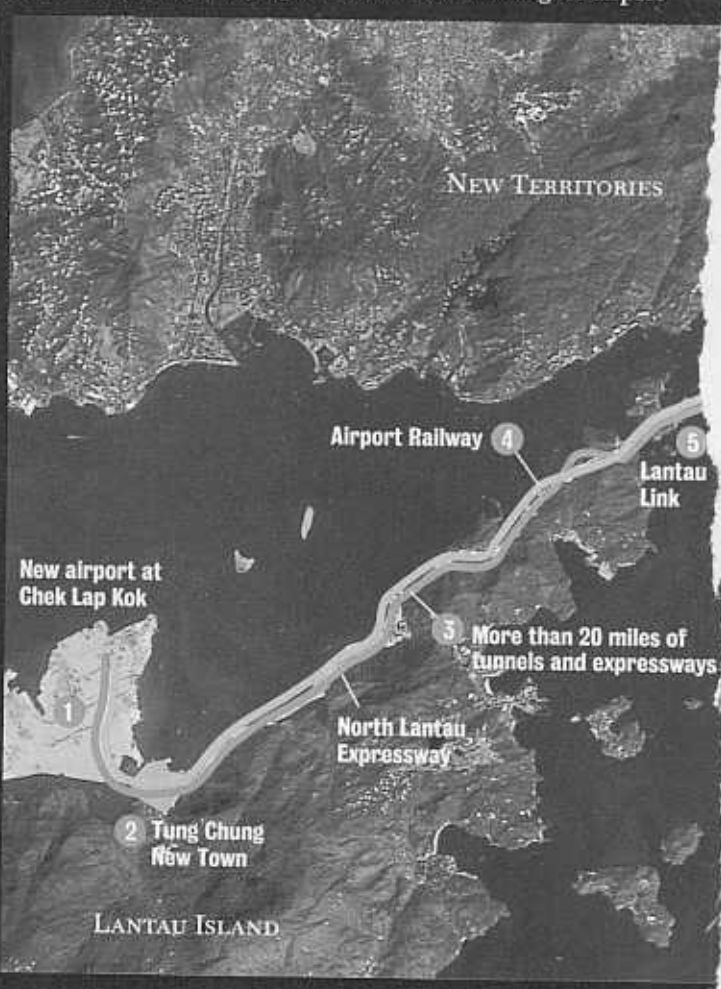 NEW TERRITORIES
Airport Railway 4
5
Lantau
Link
New airport at
Chek Lap Kok
3 More than 20 miles of
tunnels and expressways
1
North Lantau
Expressway
2 Tung Chung
New Town
LANTAU ISLAND